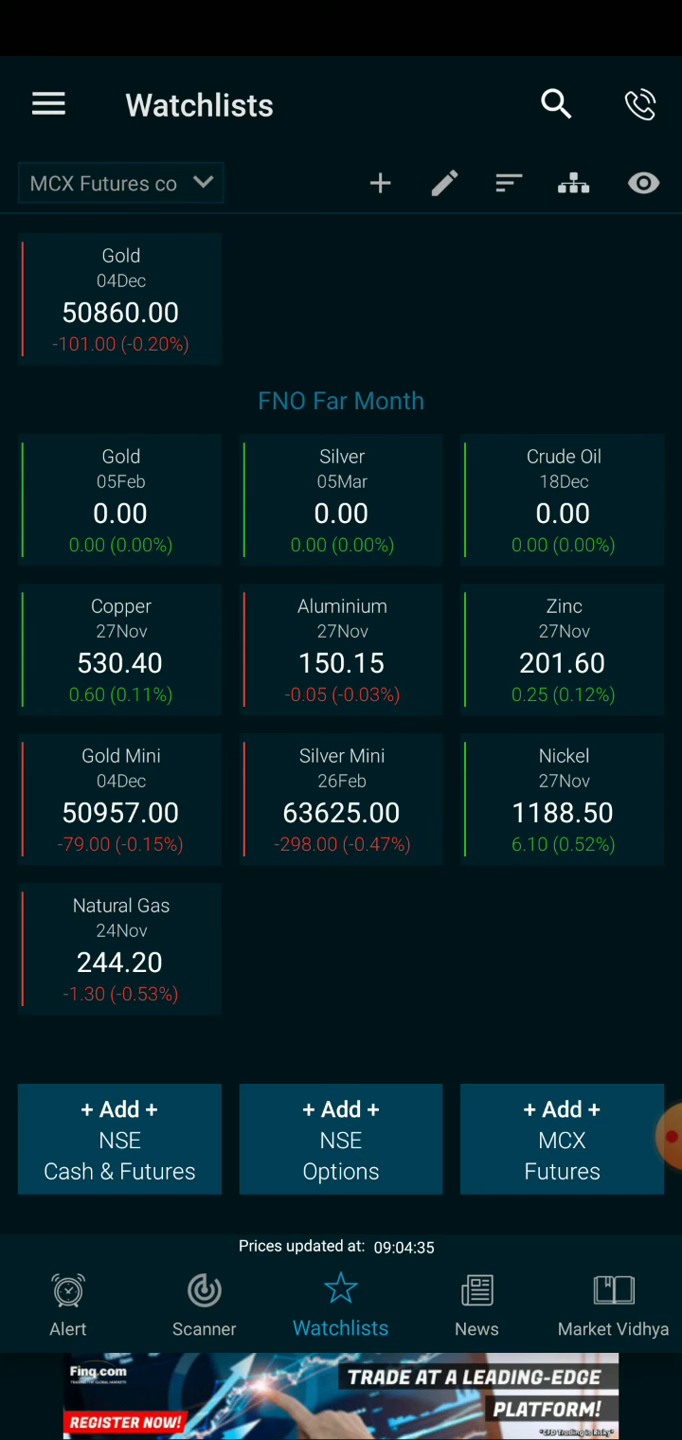 Watchlists
MCX Futures co
Gold
04Dec
50860.00
-101.00 (-0.20%)
FNO Far Month
Gold
05Feb
0.00
0.00 (0.00%)
Silver
05Mar
0.00
0.00 (0.00%)
Crude Oil
18Dec
0.00
0.00 (0.00%)
Copper
27Nov
530.40
0.60 (0.11%)
Aluminium
27Nov
150.15
-0.05 (-0.03%)
Zinc
27Nov
201.60
0.25 (0.12%)
Gold Mini
04Dec
50957.00
-79.00 (-0.15%)
Silver Mini
26Feb
63625.00
-298.00 (-0.47%)
Nickel
27Nov
1188.50
6.10 (0.52%)
Natural Gas
24Nov
244.20
-1.30 (-0.53%)
+ Add +
NSE
Cash & Futures
+ Add +
NSE
Options
+ Add +
MCX
Futures
Prices updated at: 09:04:35
Alert
Scanner
Watchlists
News
Market Vidhya
Finq.com
TRADE AT A LEADING-EDGE
PLATFORM!
REGISTER NOW!
*CFD Trading is Risky*